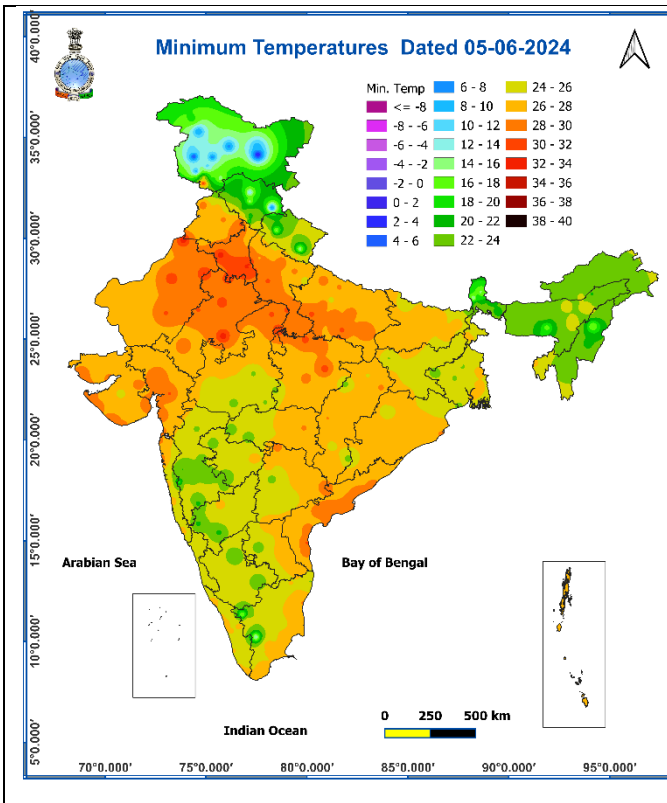 Minimum Temperatures Dated 05-06-2024
Min. Temp
<= -8
-8 - -6
-6 - -4
-4 - -2
-2 - 0
0 - 2
2 - 4
4 - 6
6 - 8
8 - 10
10 - 12
12 - 14
14 - 16
16 - 18
18 - 20
20 - 22
22 - 24
24 - 26
26 - 28
28 - 30
30 - 32
32 - 34
34 - 36
36 - 38
38 - 40
40°0.000'
35°0.000'
30°0.000'
25°0.000'
20°0.000'
15°0.000'
10°0.000'
5°0.000'
Arabian Sea
Bay of Bengal
Indian Ocean
0 250 500 km
70°0.000' 75°0.000' 80°0.000' 85°0.000' 90°0.000' 95°0.000'